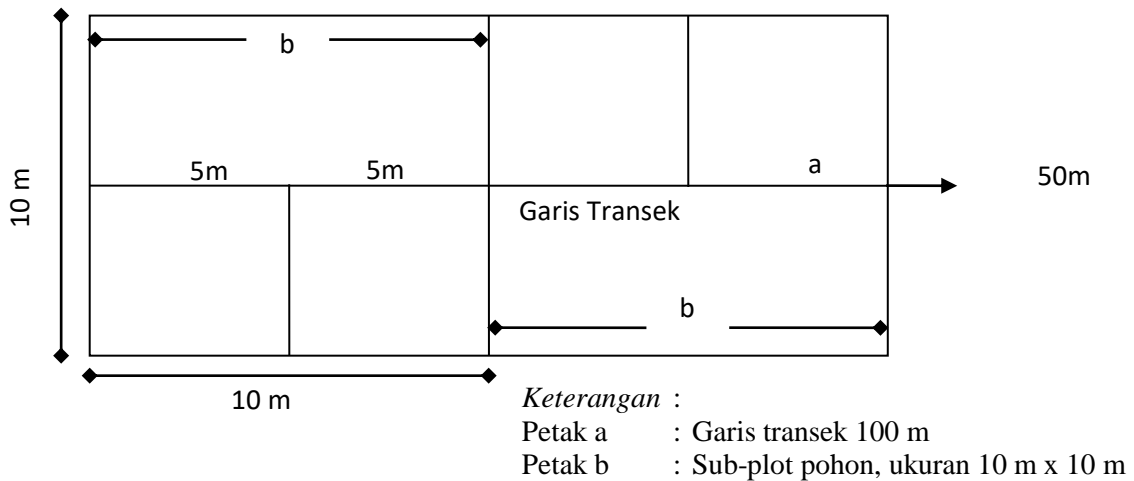 b
5m 5m a 50m
10 m
Garis Transek
b
10 m
Keterangan :
Petak a : Garis transek 100 m
Petak b : Sub-plot pohon, ukuran 10 m x 10 m